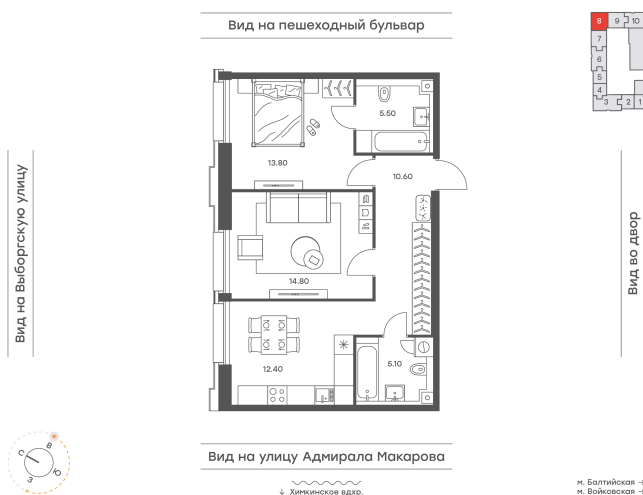 Вид на пешеходный бульвар
8 9 10
7
6
5
4
3 2 1
5.50
13.80
10.60
Вид на Выборгскую улицу
Вид во двор
14.80
12.40
5.10
Вид на улицу Адмирала Макарова
С В
З Ю
↓ Химкинское вдхр.
м. Балтийская
м. Войковская